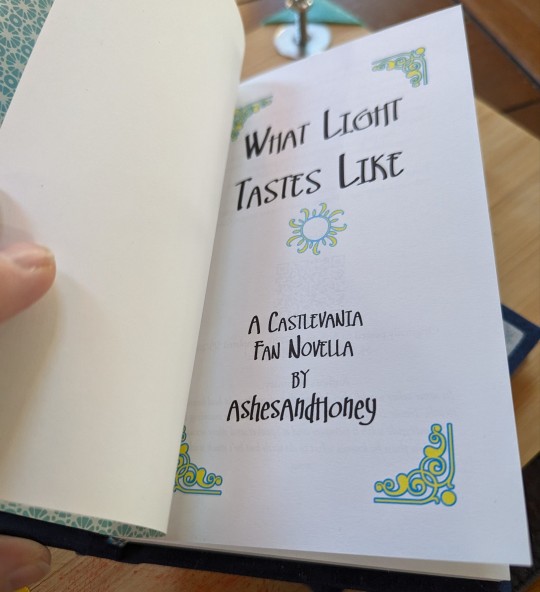 What Light
Tastes Like
A Castlevania
Fan Novella
by
AshesAndHoney